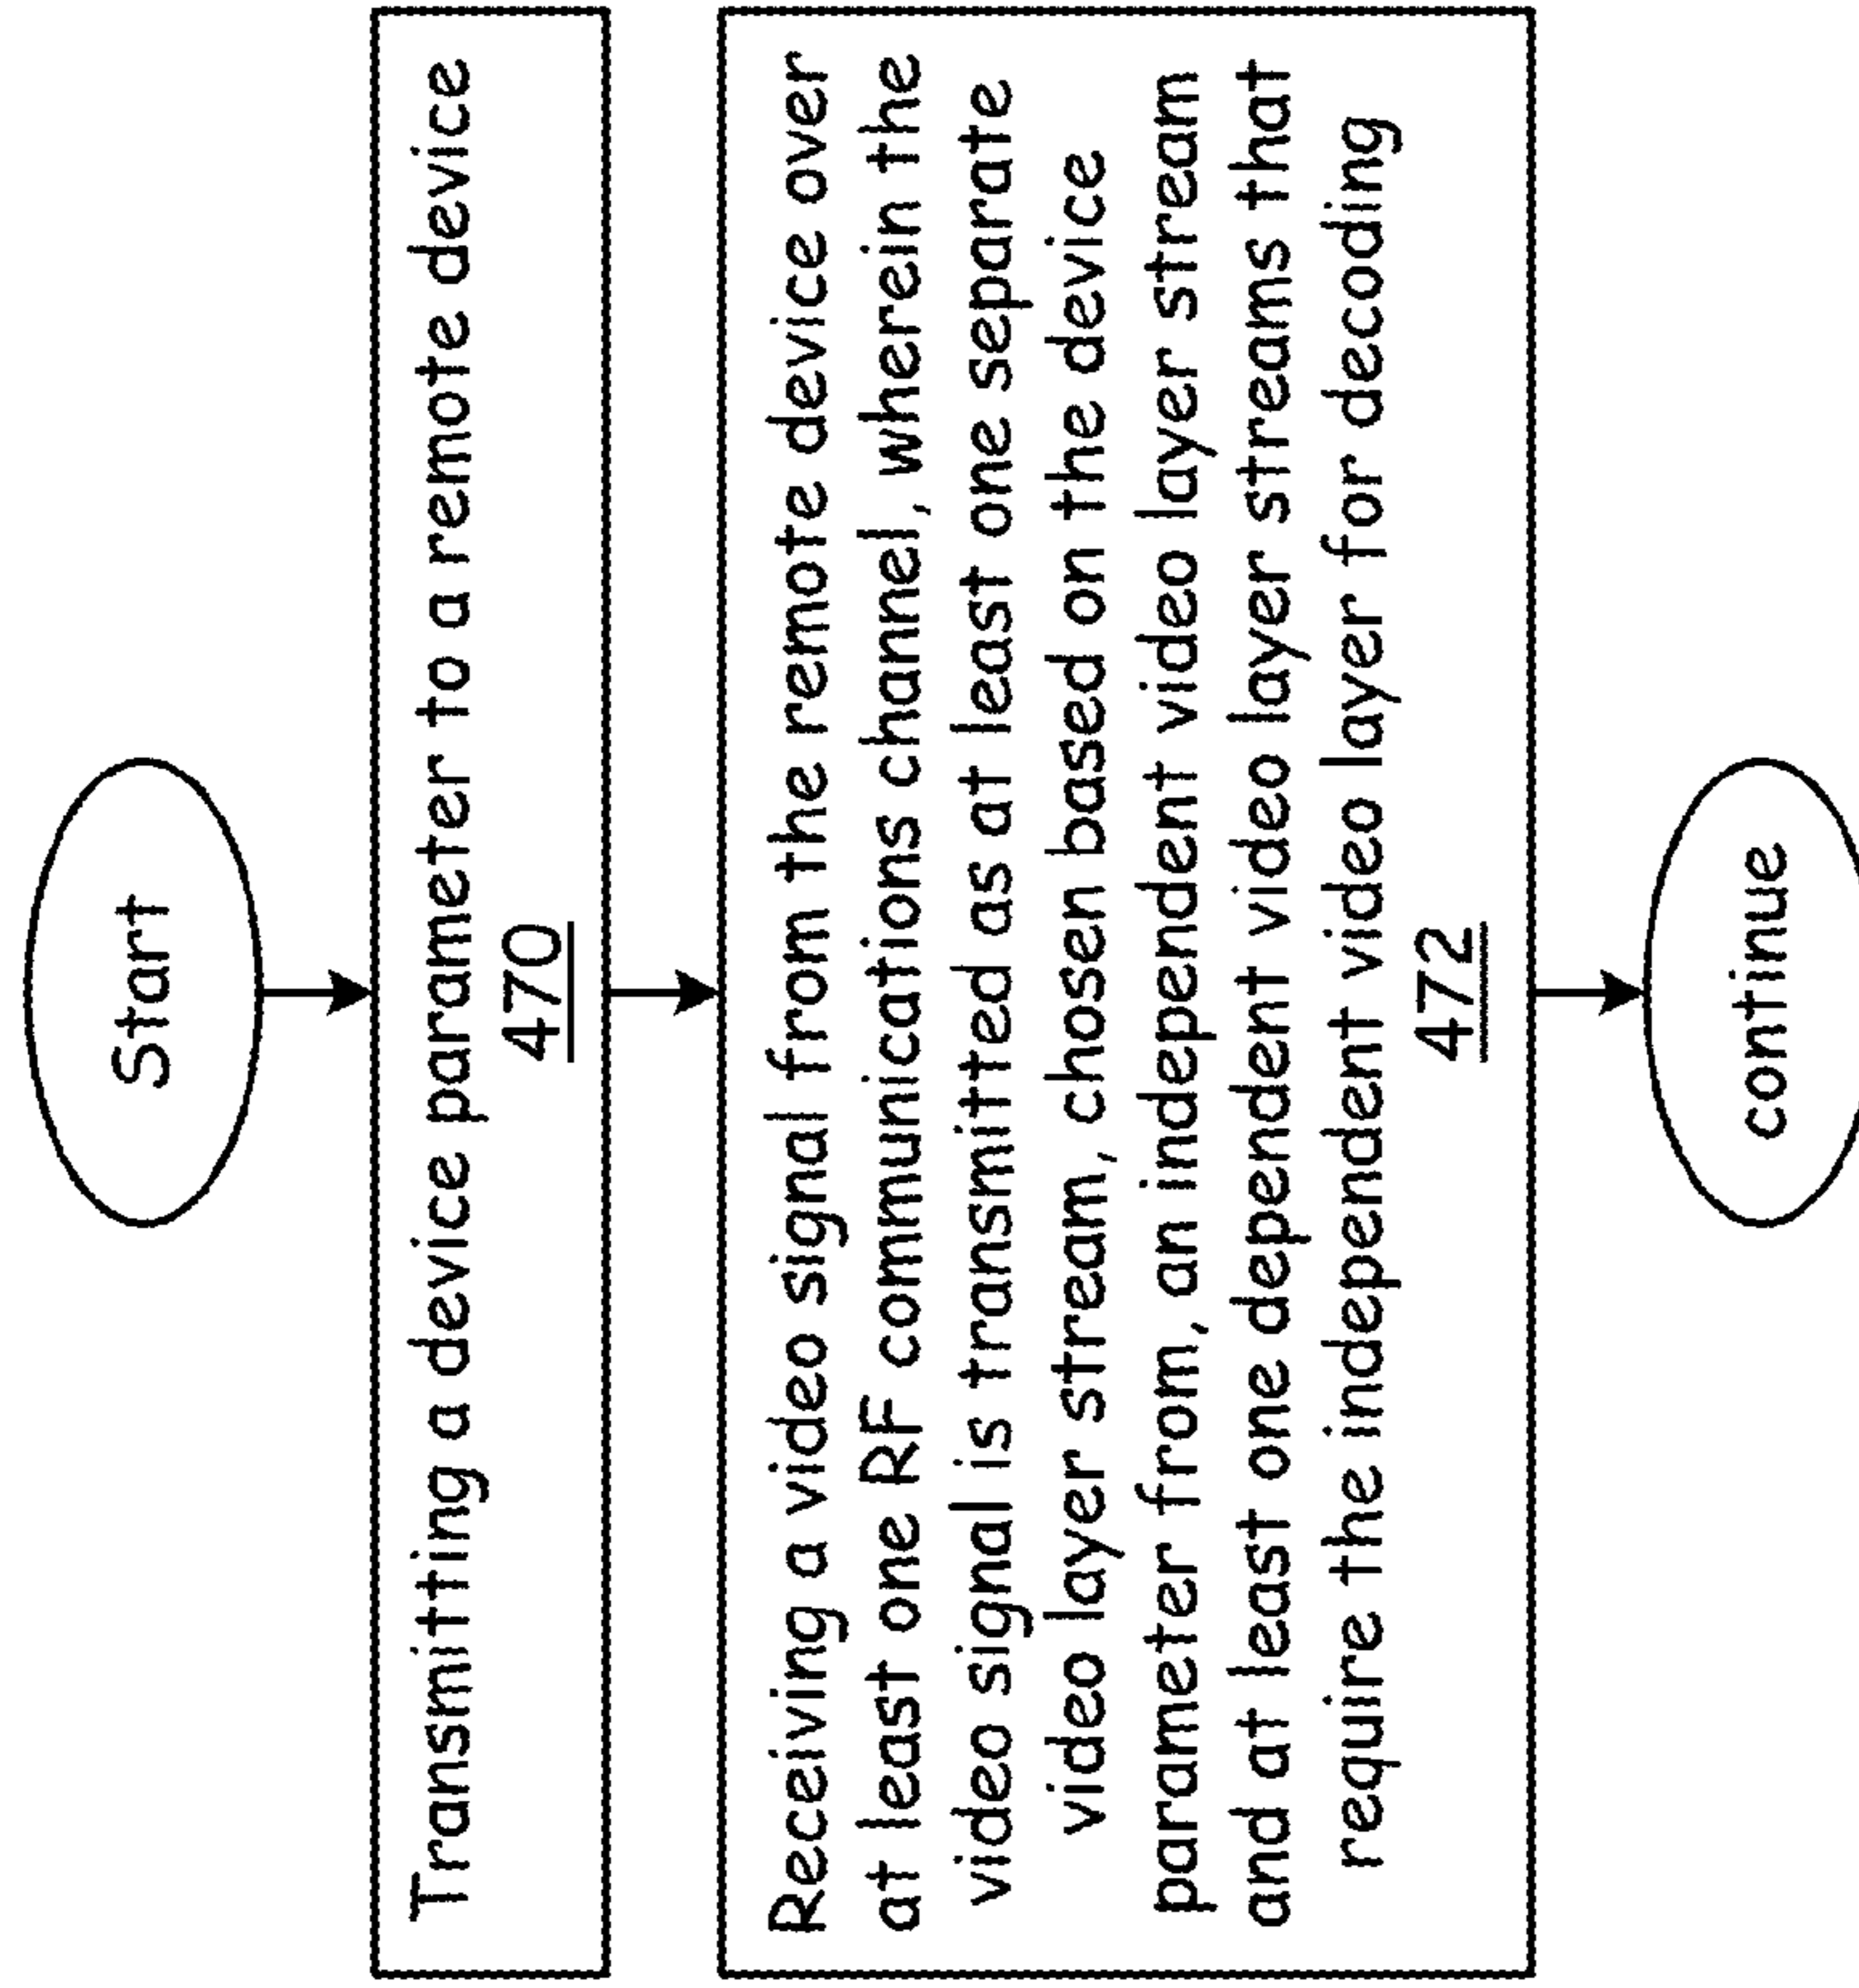 Start
Transmitting a device parameter to a remote device
470
Receiving a video signal from the remote device over
at least one RF communications channel, wherein the
video signal is transmitted as at least one separate
video layer stream, chosen based on the device
parameter from, an independent video layer stream
and at least one dependent video layer streams that
require the independent video layer for decoding
472
continue